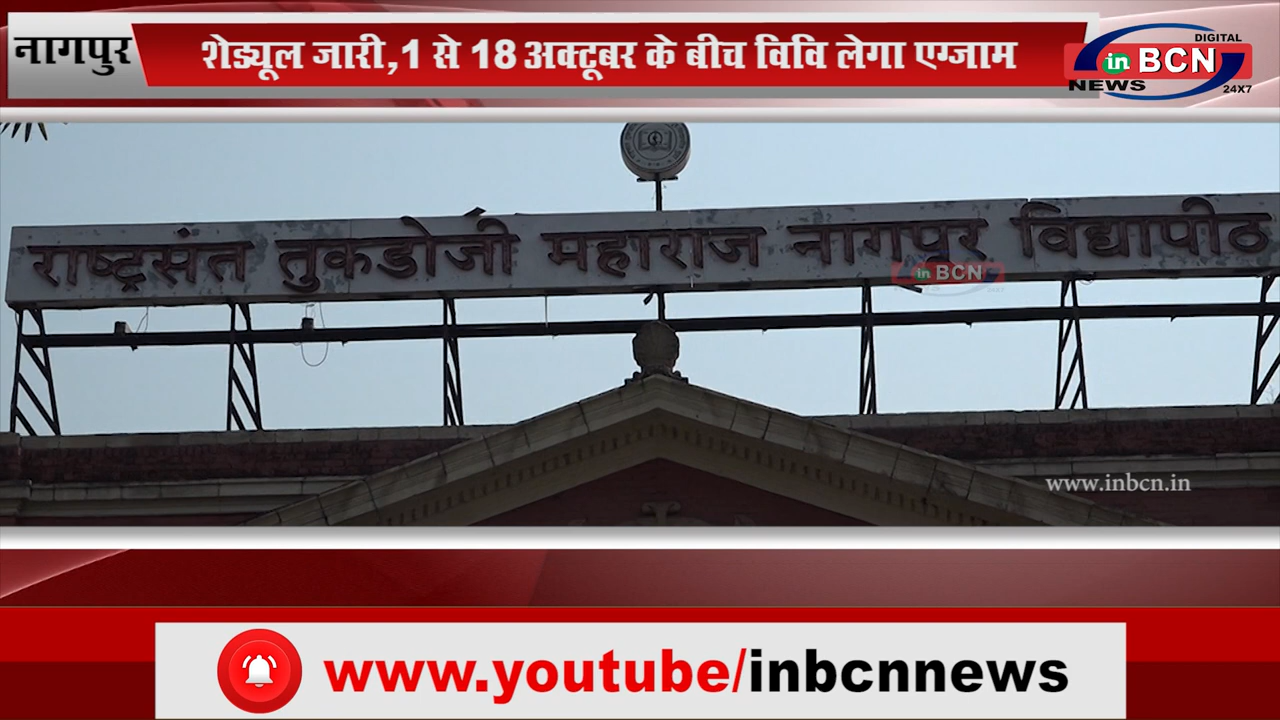 नागपुर
शेड्यूल जारी,1 से 18 अक्टूबर के बीच विवि लेगा एग्जाम
DIGITAL
in BCN
NEWS
24X7
राष्ट्रसंत तुकडोजी महाराज नागपुर विद्यापीठ
in BCN
www.inbcn.in
www.youtube/inbcnnews